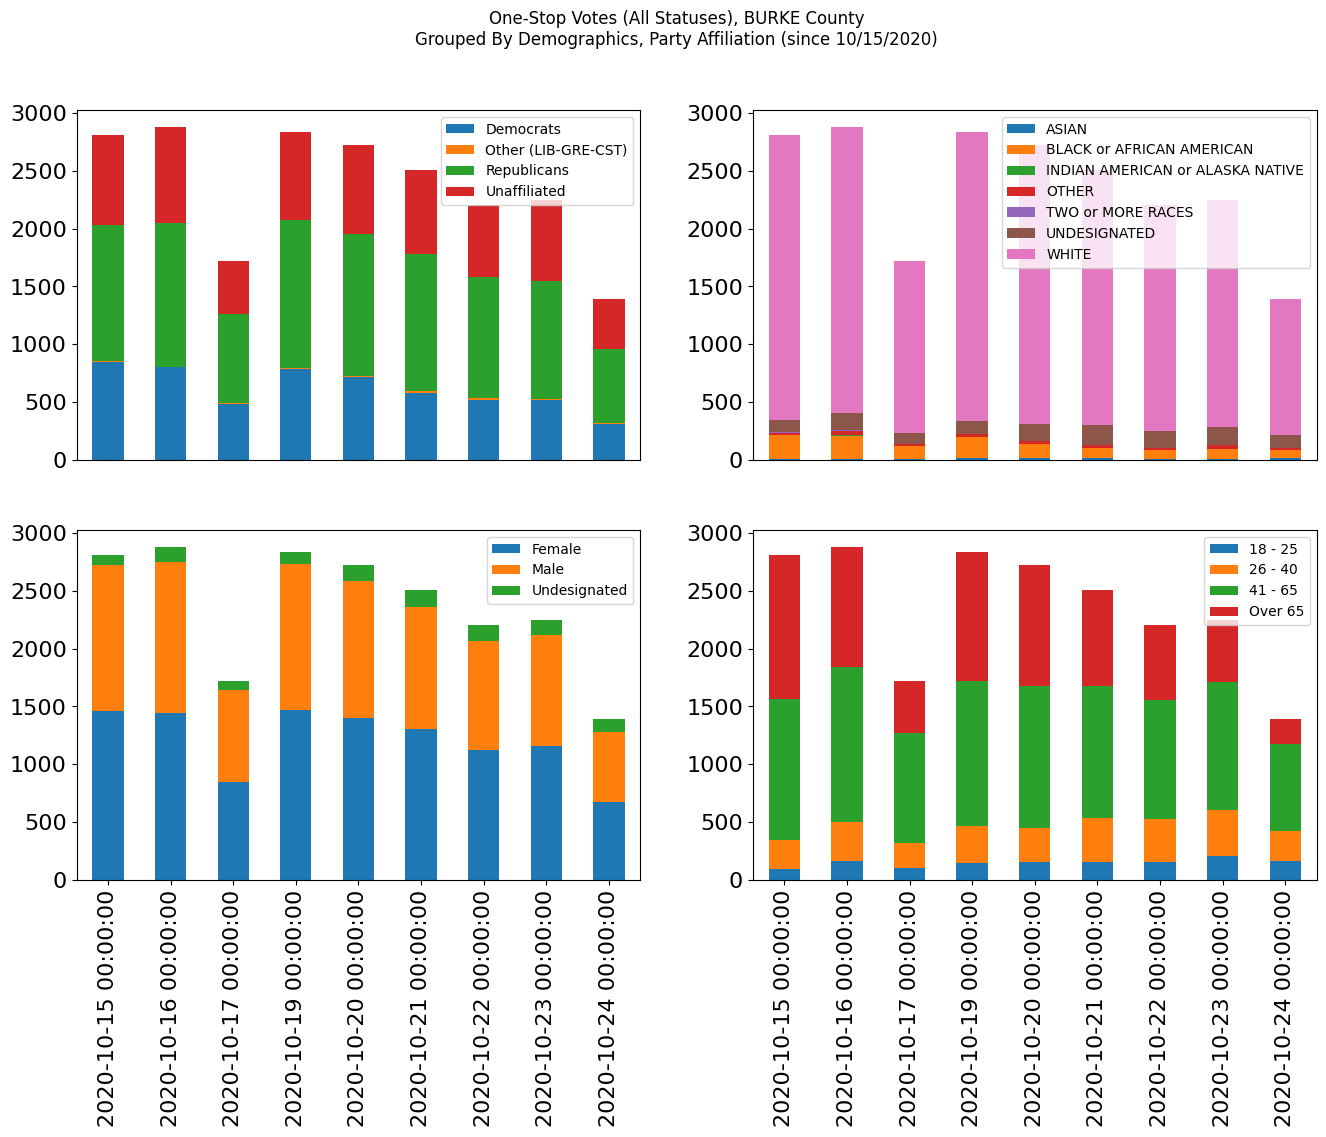 One-Stop Votes (All Statuses), BURKE County
Grouped By Demographics, Party Affiliation (since 10/15/2020)
3000
2500
2000
1500
1000
500
0
Democrats
Other (LIB-GRE-CST)
Republicans
Unaffiliated
3000
2500
2000
1500
1000
500
0
ASIAN
BLACK or AFRICAN AMERICAN
INDIAN AMERICAN or ALASKA NATIVE
OTHER
TWO or MORE RACES
UNDESIGNATED
WHITE
3000
2500
2000
1500
1000
500
0
Female
Male
Undesignated
2020-10-15 00:00:00
2020-10-16 00:00:00
2020-10-17 00:00:00
2020-10-19 00:00:00
2020-10-20 00:00:00
2020-10-21 00:00:00
2020-10-22 00:00:00
2020-10-23 00:00:00
2020-10-24 00:00:00
3000
2500
2000
1500
1000
500
0
18 - 25
26 - 40
41 - 65
Over 65
2020-10-15 00:00:00
2020-10-16 00:00:00
2020-10-17 00:00:00
2020-10-19 00:00:00
2020-10-20 00:00:00
2020-10-21 00:00:00
2020-10-22 00:00:00
2020-10-23 00:00:00
2020-10-24 00:00:00